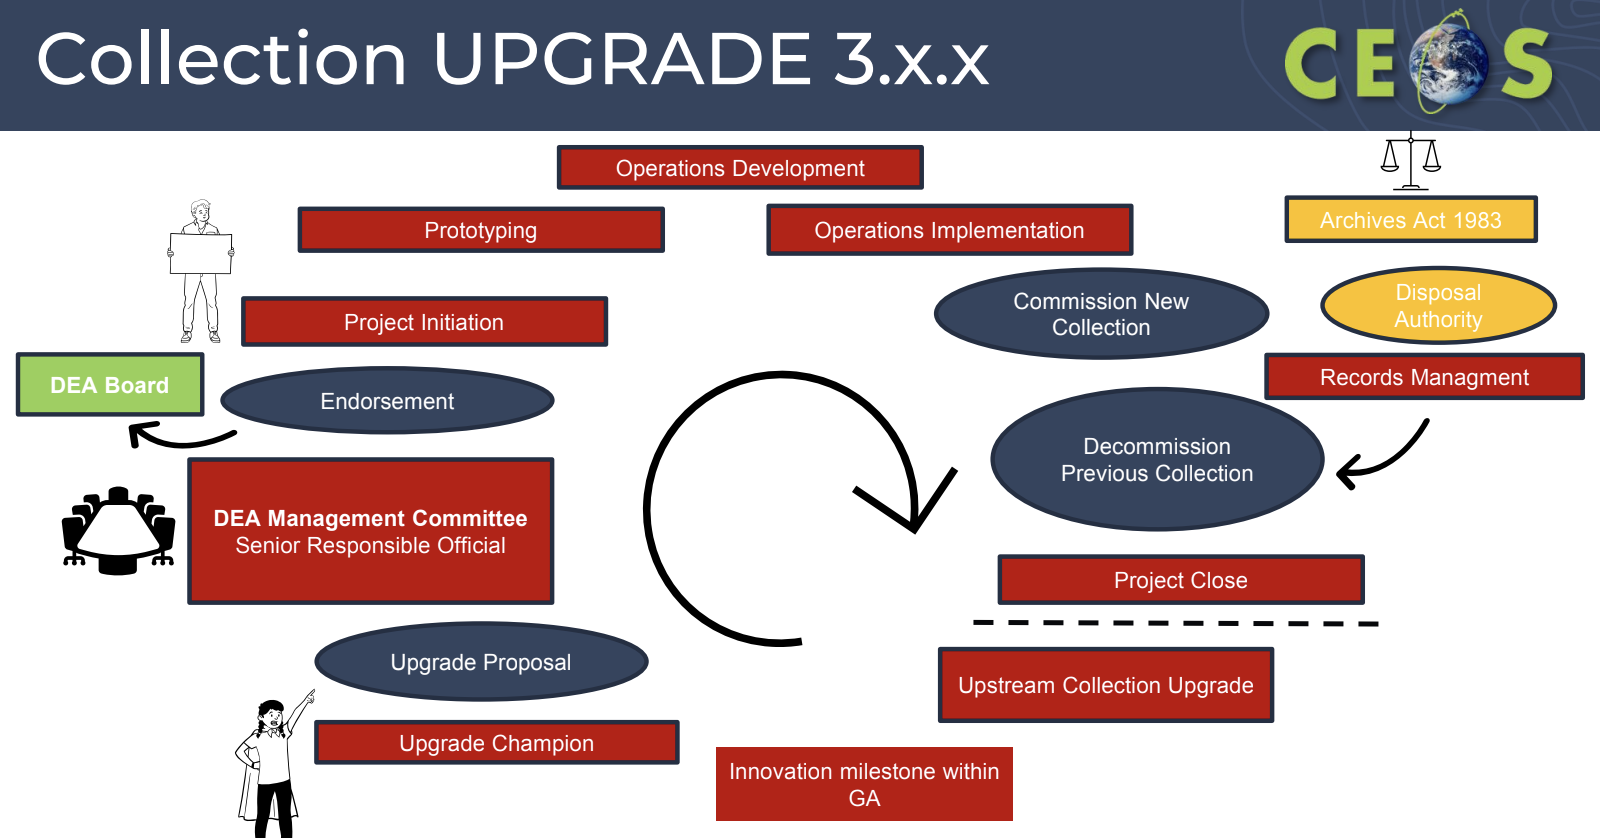 Collection UPGRADE 3.x.x
CEOS
Operations Development
Prototyping
Operations Implementation
Archives Act 1983
Commission New
Collection
Disposal
Authority
Project Initiation
Records Managment
DEA Board
Endorsement
Decommission
Previous Collection
DEA Management Committee
Senior Responsible Official
Project Close
Upgrade Proposal
Upstream Collection Upgrade
Upgrade Champion
Innovation milestone within
GA